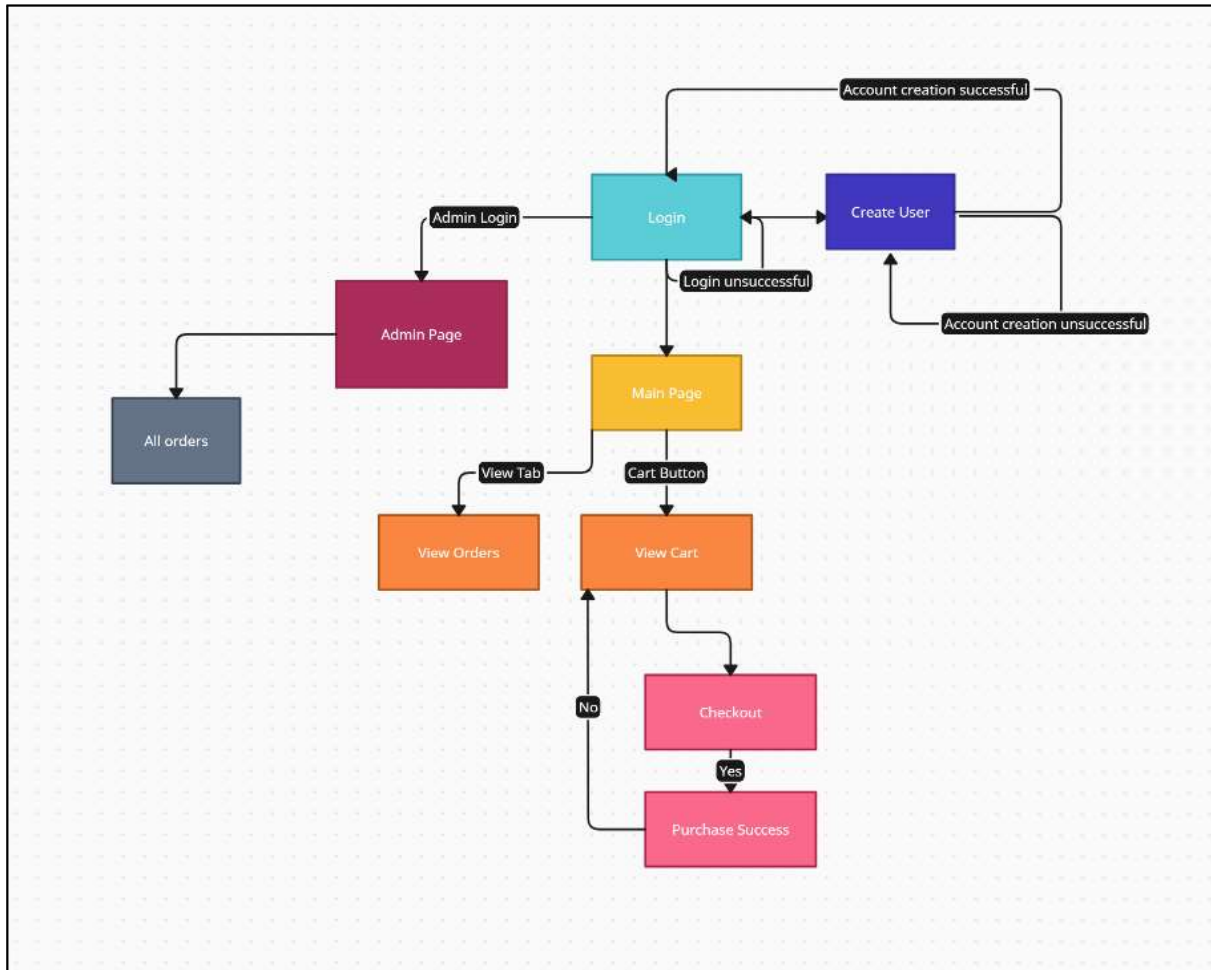 Account creation successful
Login
Create User
Admin Login
Login unsuccessful
Account creation unsuccessful
Admin Page
Main Page
All orders
View Tab
Cart Button
View Orders
View Cart
No
Checkout
Yes
Purchase Success